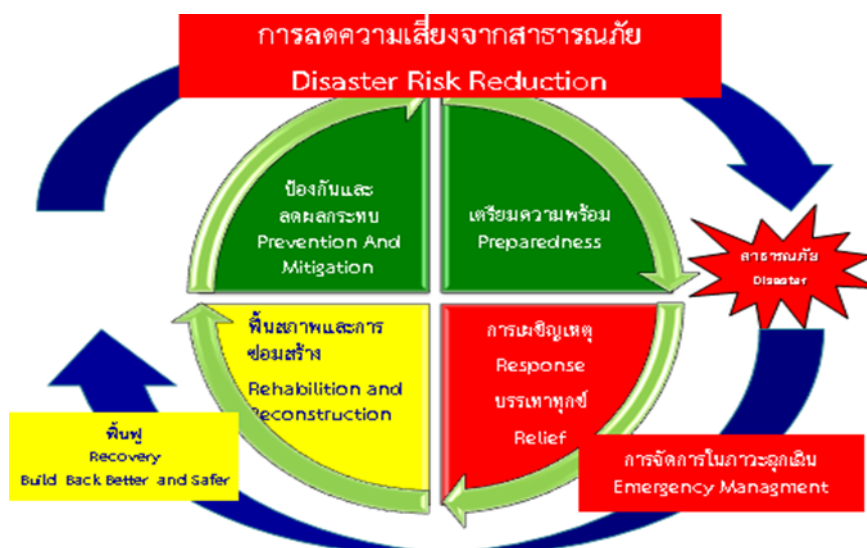 การลดความเสี่ยงจากสาธารณภัย
Disaster Risk Reduction
ป้องกันและ
ลดผลกระทบ
Prevention And
Mitigation
เตรียมความพร้อม
Preparedness
สาธารณภัย
Disaster
ฟื้นสภาพและการ
ซ่อมสร้าง
Rehabilition and
Reconstruction
การเผชิญเหตุ
Response
บรรเทาทุกข์
Relief
ฟื้นฟู
Recovery
Build Back Better and Safer
การจัดการในภาวะฉุกเฉิน
Emergency Managment